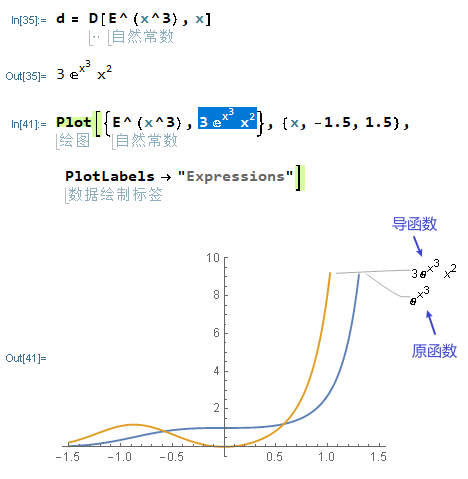 In[35]:= d = D[E^(x^3), x]
自然常数
Out[35]= 3 ⅇ^x^3 x^2
In[41]:= Plot[{E^(x^3), 3 ⅇ^x^3 x^2}, {x, -1.5, 1.5},
绘图 自然常数
PlotLabels → "Expressions"]
数据绘制标签
导函数
10
3 ⅇ^x^3 x^2
8
ⅇ^x^3
原函数
6
Out[41]=
4
2
-1.5 -1.0 -0.5 0.5 1.0 1.5